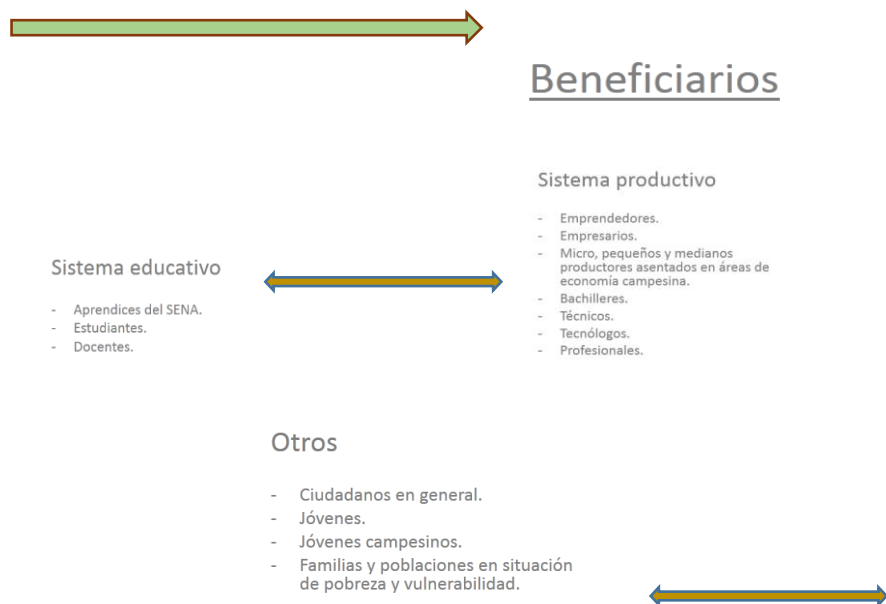 Beneficiarios
Sistema educativo
- Aprendices del SENA.
- Estudiantes.
- Docentes.
Sistema productivo
- Emprendedores.
- Empresarios.
- Micro, pequeños y medianos
productores asentados en áreas de
economía campesina.
- Bachilleres.
- Técnicos.
- Tecnólogos.
- Profesionales.
Otros
- Ciudadanos en general.
- Jóvenes.
- Jóvenes campesinos.
- Familias y poblaciones en situación
de pobreza y vulnerabilidad.